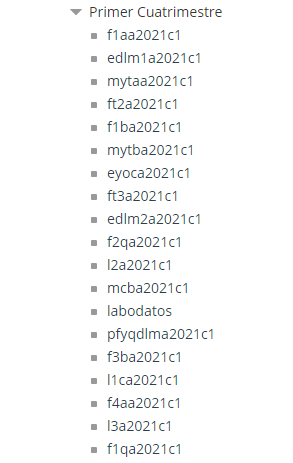 Primer Cuatrimestre
f1aa2021c1
edlm1a2021c1
mytaa2021c1
ft2a2021c1
f1ba2021c1
mytba2021c1
eyoca2021c1
ft3a2021c1
edlm2a2021c1
f2qa2021c1
l2a2021c1
mcba2021c1
labodatos
pfyqdlma2021c1
f3ba2021c1
l1ca2021c1
f4aa2021c1
l3a2021c1
f1qa2021c1